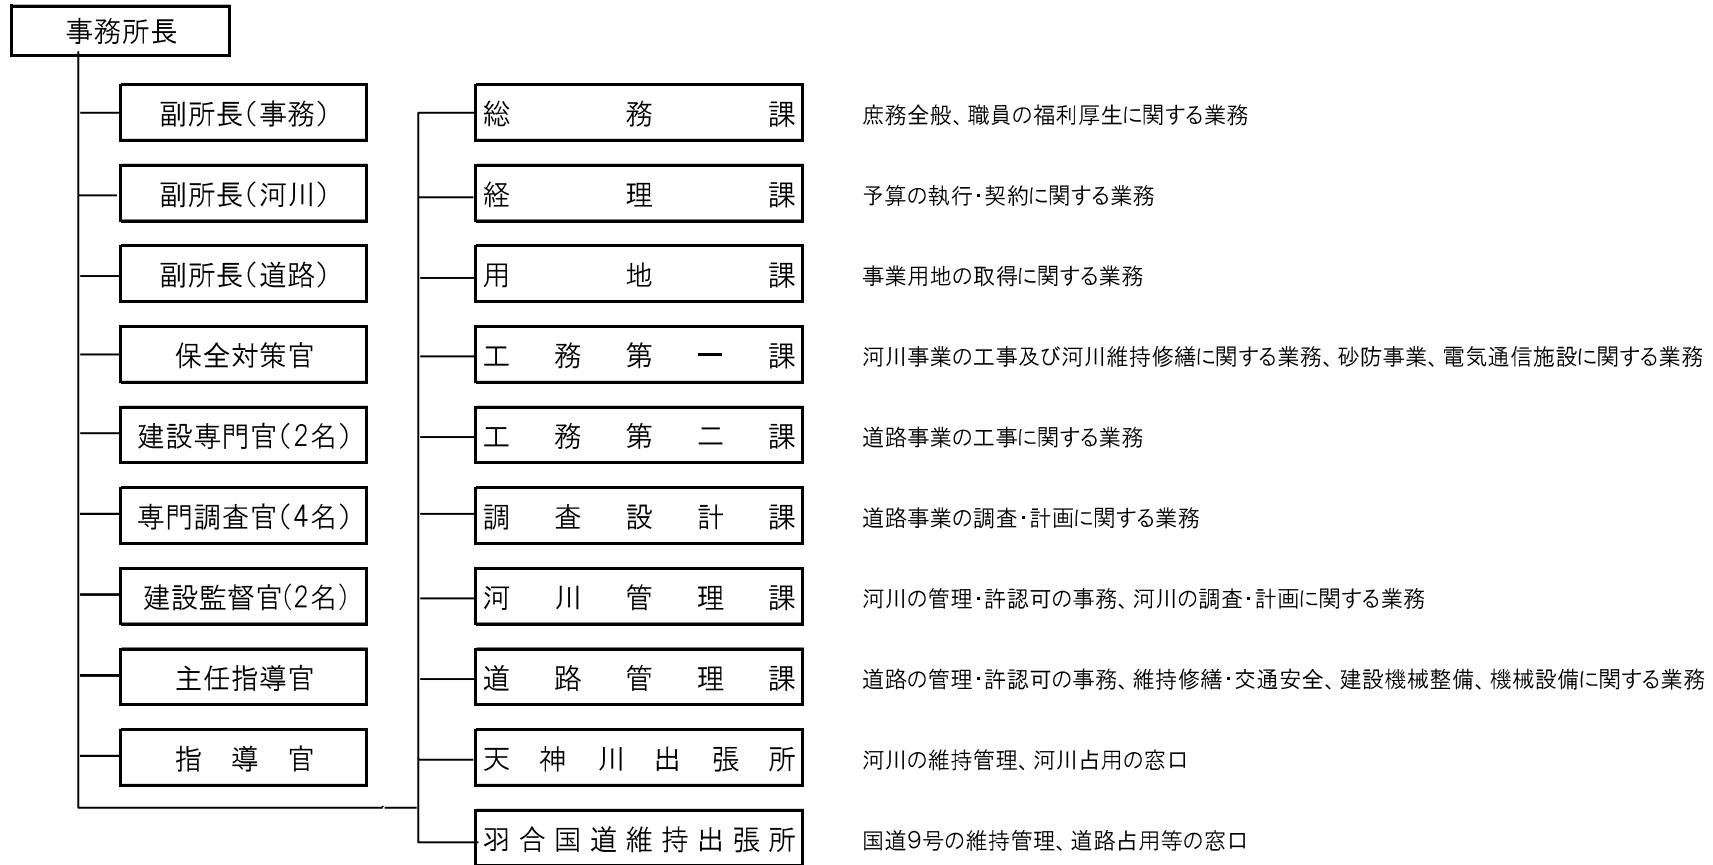 事務所長
副所長(事務)
副所長(河川)
副所長(道路)
保全対策官
建設専門官(2名)
専門調査官(4名)
建設監督官(2名)
主任指導官
指導官
総務課 庶務全般、職員の福利厚生に関する業務
経理課 予算の執行・契約に関する業務
用地課 事業用地の取得に関する業務
工務第一課 河川事業の工事及び河川維持修繕に関する業務、砂防事業、電気通信施設に関する業務
工務第二課 道路事業の工事に関する業務
調査設計課 道路事業の調査・計画に関する業務
河川管理課 河川の管理・許認可の事務、河川の調査・計画に関する業務
道路管理課 道路の管理・許認可の事務、維持修繕・交通安全、建設機械整備、機械設備に関する業務
天神川出張所 河川の維持管理、河川占用の窓口
羽合国道維持出張所 国道9号の維持管理、道路占用等の窓口